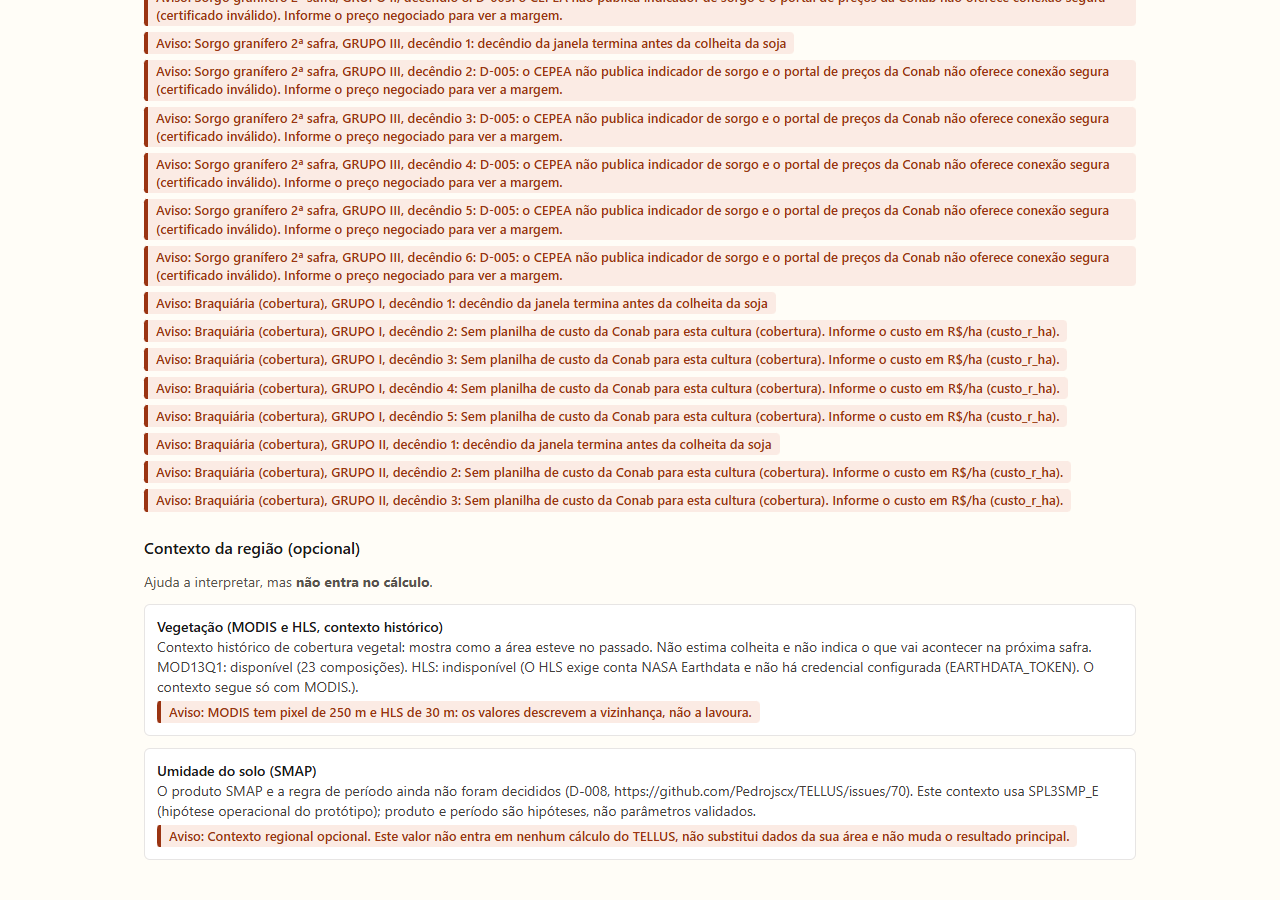 Aviso: Sorgo granífero 2ª safra, GRUPO II, decêndio 6: D-005: o CEPEA não publica indicador de sorgo e o portal de preços da Conab não oferece conexão segura
(certificado inválido). Informe o preço negociado para ver a margem.
Aviso: Sorgo granífero 2ª safra, GRUPO III, decêndio 1: decêndio da janela termina antes da colheita da soja
Aviso: Sorgo granífero 2ª safra, GRUPO III, decêndio 2: D-005: o CEPEA não publica indicador de sorgo e o portal de preços da Conab não oferece conexão segura
(certificado inválido). Informe o preço negociado para ver a margem.
Aviso: Sorgo granífero 2ª safra, GRUPO III, decêndio 3: D-005: o CEPEA não publica indicador de sorgo e o portal de preços da Conab não oferece conexão segura
(certificado inválido). Informe o preço negociado para ver a margem.
Aviso: Sorgo granífero 2ª safra, GRUPO III, decêndio 4: D-005: o CEPEA não publica indicador de sorgo e o portal de preços da Conab não oferece conexão segura
(certificado inválido). Informe o preço negociado para ver a margem.
Aviso: Sorgo granífero 2ª safra, GRUPO III, decêndio 5: D-005: o CEPEA não publica indicador de sorgo e o portal de preços da Conab não oferece conexão segura
(certificado inválido). Informe o preço negociado para ver a margem.
Aviso: Sorgo granífero 2ª safra, GRUPO III, decêndio 6: D-005: o CEPEA não publica indicador de sorgo e o portal de preços da Conab não oferece conexão segura
(certificado inválido). Informe o preço negociado para ver a margem.
Aviso: Braquiária (cobertura), GRUPO I, decêndio 1: decêndio da janela termina antes da colheita da soja
Aviso: Braquiária (cobertura), GRUPO I, decêndio 2: Sem planilha de custo da Conab para esta cultura (cobertura). Informe o custo em R$/ha (custo_r_ha).
Aviso: Braquiária (cobertura), GRUPO I, decêndio 3: Sem planilha de custo da Conab para esta cultura (cobertura). Informe o custo em R$/ha (custo_r_ha).
Aviso: Braquiária (cobertura), GRUPO I, decêndio 4: Sem planilha de custo da Conab para esta cultura (cobertura). Informe o custo em R$/ha (custo_r_ha).
Aviso: Braquiária (cobertura), GRUPO I, decêndio 5: Sem planilha de custo da Conab para esta cultura (cobertura). Informe o custo em R$/ha (custo_r_ha).
Aviso: Braquiária (cobertura), GRUPO II, decêndio 1: decêndio da janela termina antes da colheita da soja
Aviso: Braquiária (cobertura), GRUPO II, decêndio 2: Sem planilha de custo da Conab para esta cultura (cobertura). Informe o custo em R$/ha (custo_r_ha).
Aviso: Braquiária (cobertura), GRUPO II, decêndio 3: Sem planilha de custo da Conab para esta cultura (cobertura). Informe o custo em R$/ha (custo_r_ha).
Contexto da região (opcional)
Ajuda a interpretar, mas não entra no cálculo.
Vegetação (MODIS e HLS, contexto histórico)
Contexto histórico de cobertura vegetal: mostra como a área esteve no passado. Não estima colheita e não indica o que vai acontecer na próxima safra.
MOD13Q1: disponível (23 composições). HLS: indisponível (O HLS exige conta NASA Earthdata e não há credencial configurada (EARTHDATA_TOKEN). O
contexto segue só com MODIS.).
Aviso: MODIS tem pixel de 250 m e HLS de 30 m: os valores descrevem a vizinhança, não a lavoura.
Umidade do solo (SMAP)
O produto SMAP e a regra de período ainda não foram decididos (D-008, https://github.com/Pedrojscx/TELLUS/issues/70). Este contexto usa SPL3SMP_E
(hipótese operacional do protótipo); produto e período são hipóteses, não parâmetros validados.
Aviso: Contexto regional opcional. Este valor não entra em nenhum cálculo do TELLUS, não substitui dados da sua área e não muda o resultado principal.